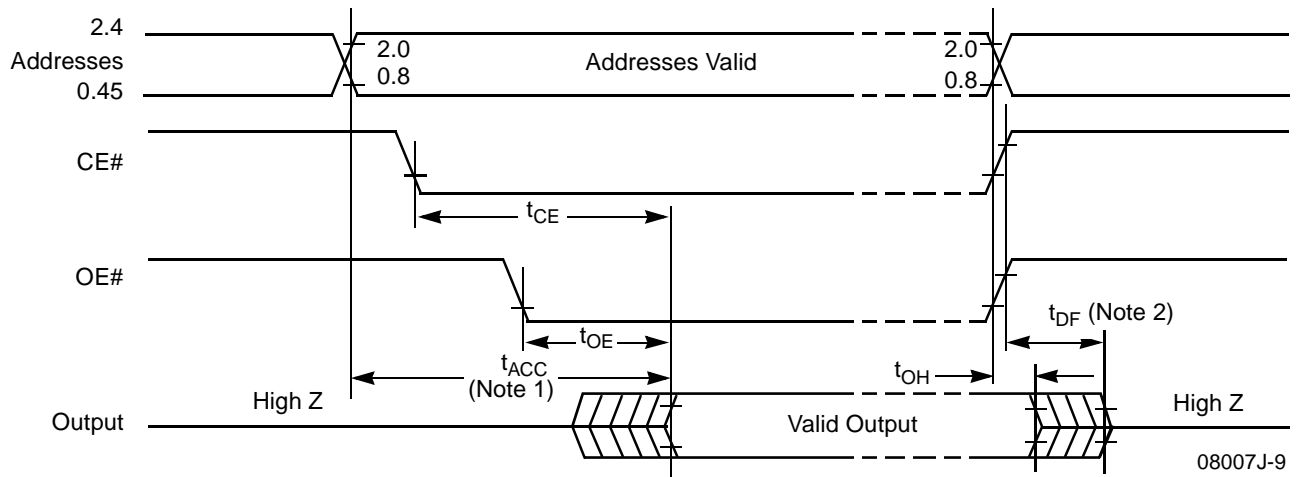 2.4
Addresses
0.45
2.0
0.8
Addresses Valid
2.0
0.8
CE#
tCE
OE#
tOE
tDF (Note 2)
tACC
(Note 1)
tOH
Output
High Z
Valid Output
High Z
08007J-9